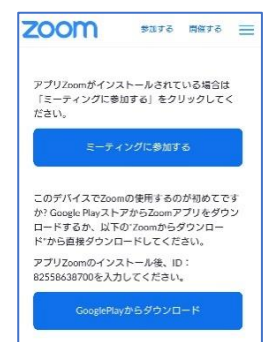 zoom 参加する 開催する
アプリZoomがインストールされている場合は
「ミーティングに参加する」をクリックしてく
ださい。
ミーティングに参加する
このデバイスでZoomの使用するのが初めてです
か? Google PlayストアからZoomアプリをダウン
ロードするか、以下の"Zoomからダウンロー
ド"から直接ダウンロードしてください。
アプリZoomのインストール後、ID：
82558638700を入力してください。
GooglePlayからダウンロード